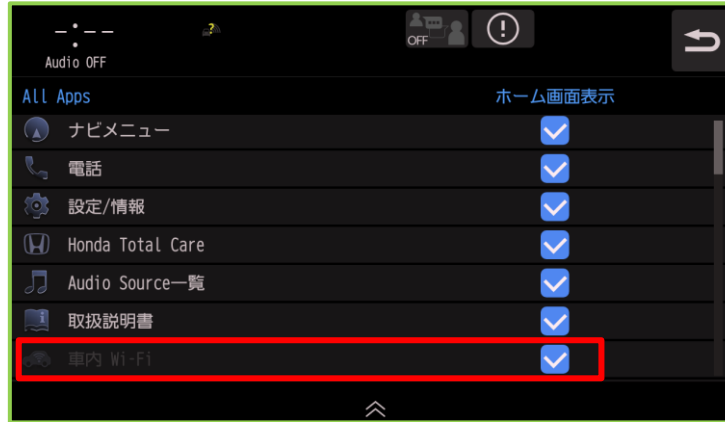 -:--
Audio OFF
OFF
All Apps ホーム画面表示
ナビメニュー
電話
設定/情報
Honda Total Care
Audio Source一覧
取扱説明書
車内 Wi-Fi